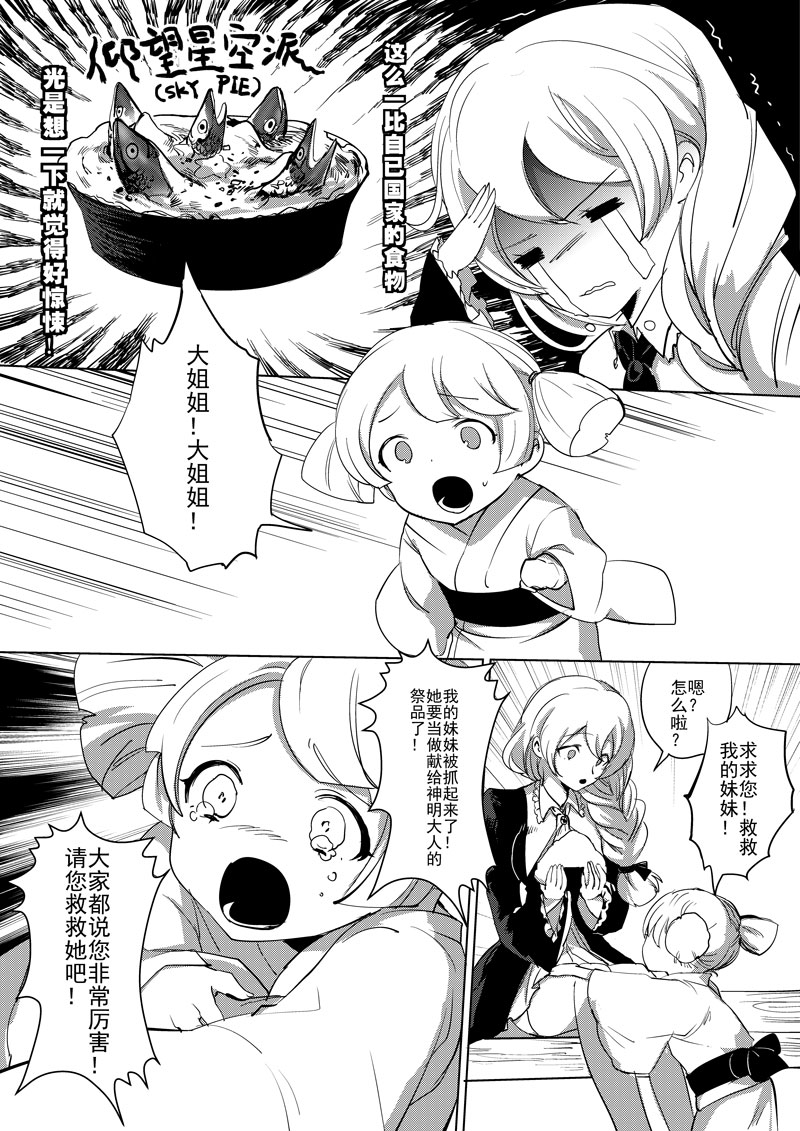 这么一比自己国家的食物
仰望星空派~
(SKY PIE)
光是想一下就觉得好惊悚！
大姐姐！大姐姐！
嗯？
怎么啦？
求求您！救救
我的妹妹！
我的妹妹被抓起来了！
她要当做献给神明大人的
祭品了！
大家都说您非常厉害！
请您救救她吧！